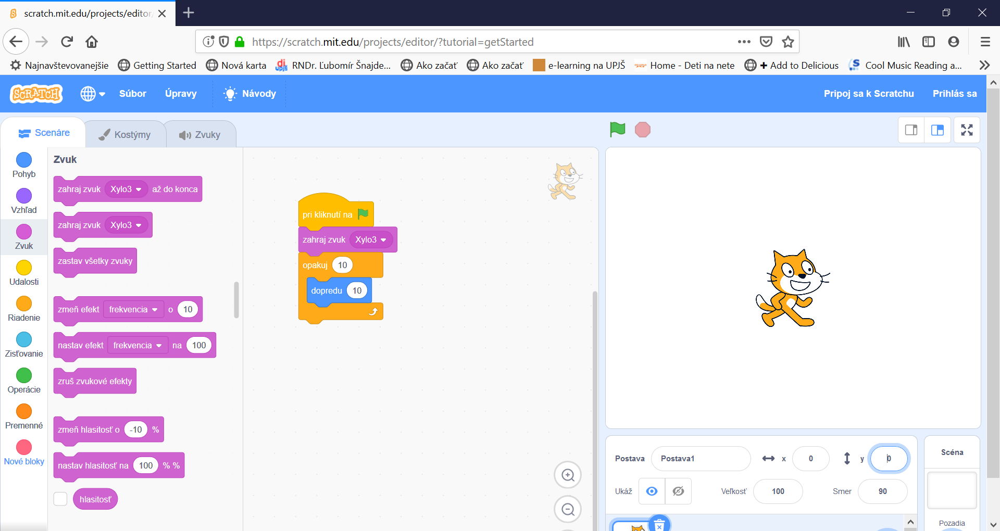 scratch.mit.edu/projects/editor/
https://scratch.mit.edu/projects/editor/?tutorial=getStarted
Najnavštevovanejšie Getting Started Nová karta RNDr. Ľubomír Šnajde... Ako začať Ako začať e-learning na UPJŠ Home - Deti na nete + Add to Delicious Cool Music Reading a...
SCRATCH Súbor Úpravy Návody Pripoj sa k Scratchu Prihlás sa
Scenáre Kostýmy Zvuky
Pohyb
Vzhľad
Zvuk
Udalosti
Riadenie
Zisťovanie
Operácie
Premenné
Nové bloky
Zvuk
zahraj zvuk Xylo3 až do konca
zahraj zvuk Xylo3
zastav všetky zvuky
zmeň efekt frekvencia o 10
nastav efekt frekvencia na 100
zruš zvukové efekty
zmeň hlasitosť o -10 %
nastav hlasitosť na 100 % %
hlasitosť
pri kliknutí na
zahraj zvuk Xylo3
opakuj 10
dopredu 10
Postava Postava1 x 0 y 0
Ukáž Veľkosť 100 Smer 90
Scéna
Pozadia